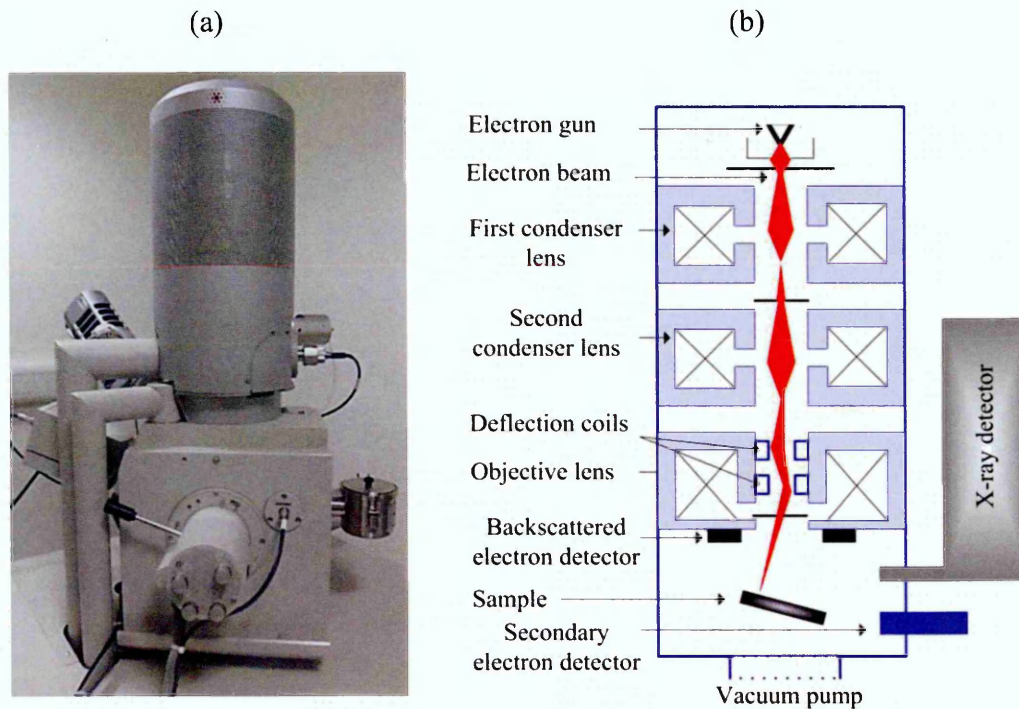 (a)
(b)
Electron gun
Electron beam
First condenser
lens
Second
condenser lens
Deflection coils
Objective lens
Backscattered
electron detector
Sample
Secondary
electron detector
X-ray detector
Vacuum pump